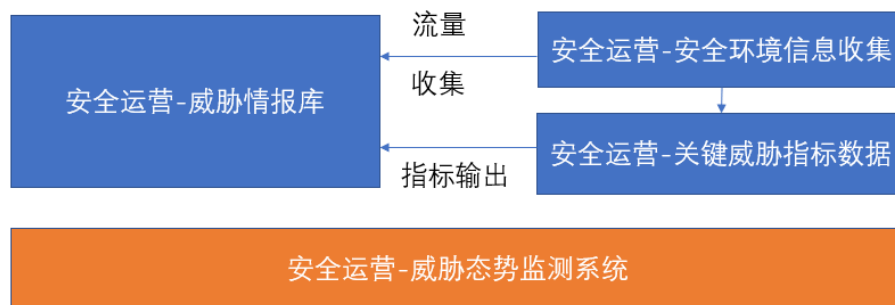 流量
安全运营-安全环境信息收集
安全运营-威胁情报库
收集
安全运营-关键威胁指标数据
指标输出
安全运营-威胁态势监测系统